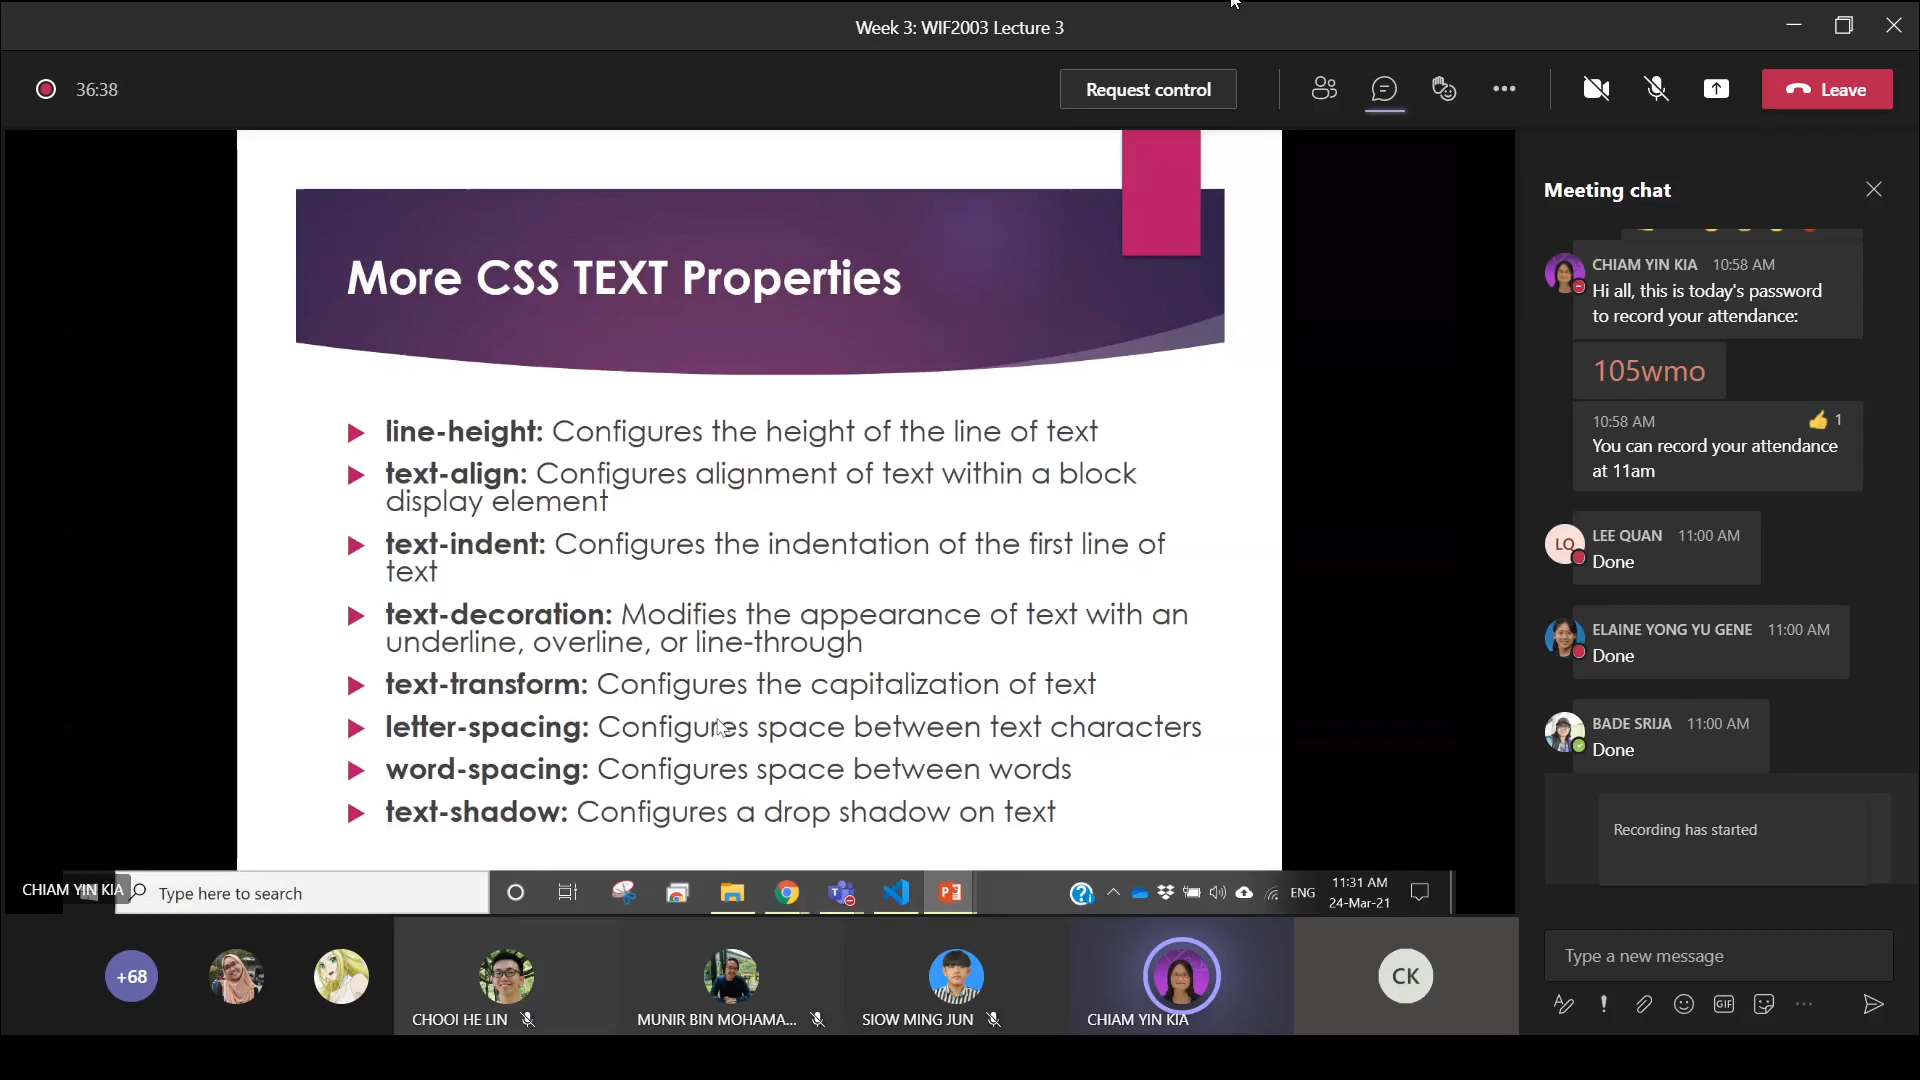 Week 3: WIF2003 Lecture 3
36:38
Request control
Leave
More CSS TEXT Properties
line-height: Configures the height of the line of text
text-align: Configures alignment of text within a block
display element
text-indent: Configures the indentation of the first line of
text
text-decoration: Modifies the appearance of text with an
underline, overline, or line-through
text-transform: Configures the capitalization of text
letter-spacing: Configures space between text characters
word-spacing: Configures space between words
text-shadow: Configures a drop shadow on text
CHIAM YIN KIA
Type here to search
ENG
11:31 AM
24-Mar-21
+68
CHOOI HE LIN
MUNIR BIN MOHAMA...
SIOW MING JUN
CHIAM YIN KIA
CK
Meeting chat
CHIAM YIN KIA 10:58 AM
Hi all, this is today's password
to record your attendance:
105wmo
10:58 AM 1
You can record your attendance
at 11am
LQ
LEE QUAN 11:00 AM
Done
ELAINE YONG YU GENE 11:00 AM
Done
BADE SRIJA 11:00 AM
Done
Recording has started
Type a new message
GIF